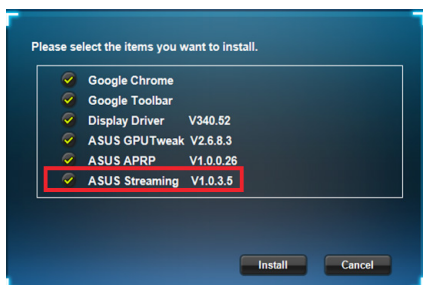 Please select the items you want to install.
Google Chrome
Google Toolbar
Display Driver V340.52
ASUS GPUTweak V2.6.8.3
ASUS APRP V1.0.0.26
ASUS Streaming V1.0.3.5
Install Cancel